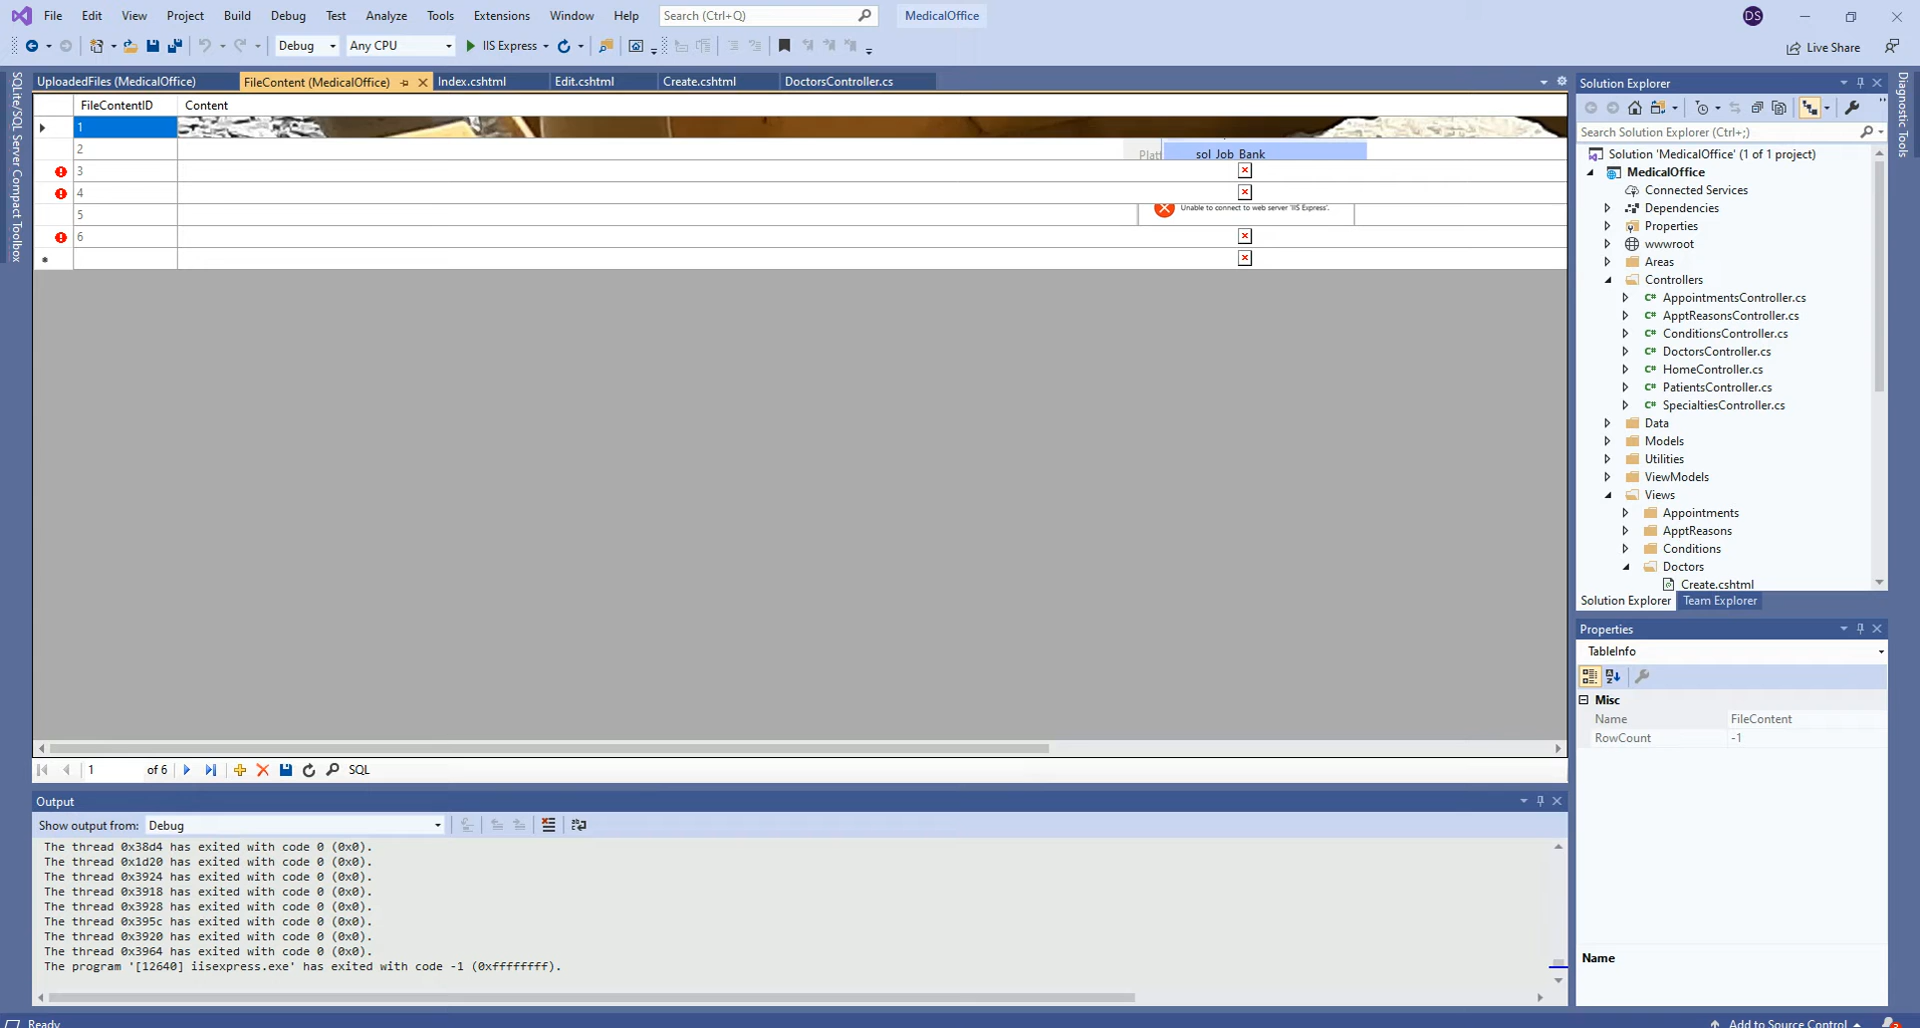 File Edit View Project Build Debug Test Analyze Tools Extensions Window Help Search (Ctrl+Q) MedicalOffice DS
Debug Any CPU IIS Express Live Share
SQLite/SQL Server Compact Toolbox
UploadedFiles (MedicalOffice) FileContent (MedicalOffice) Index.cshtml Edit.cshtml Create.cshtml DoctorsController.cs
FileContentID Content
1
2
sol Job Bank
3
4
5
Unable to connect to web server 'IIS Express'.
6
1 of 6 SQL
Output
Show output from: Debug
The thread 0x38d4 has exited with code 0 (0x0).
The thread 0x1d20 has exited with code 0 (0x0).
The thread 0x3924 has exited with code 0 (0x0).
The thread 0x3918 has exited with code 0 (0x0).
The thread 0x3928 has exited with code 0 (0x0).
The thread 0x395c has exited with code 0 (0x0).
The thread 0x3920 has exited with code 0 (0x0).
The thread 0x3964 has exited with code 0 (0x0).
The program '[12640] iisexpress.exe' has exited with code -1 (0xffffffff).
Solution Explorer
Search Solution Explorer (Ctrl+;)
Solution 'MedicalOffice' (1 of 1 project)
MedicalOffice
Connected Services
Dependencies
Properties
wwwroot
Areas
Controllers
C# AppointmentsController.cs
C# ApptReasonsController.cs
C# ConditionsController.cs
C# DoctorsController.cs
C# HomeController.cs
C# PatientsController.cs
C# SpecialtiesController.cs
Data
Models
Utilities
ViewModels
Views
Appointments
ApptReasons
Conditions
Doctors
Create.cshtml
Solution Explorer Team Explorer
Properties
TableInfo
Misc
Name FileContent
RowCount -1
Name
Diagnostic Tools
Ready Add to Source Control